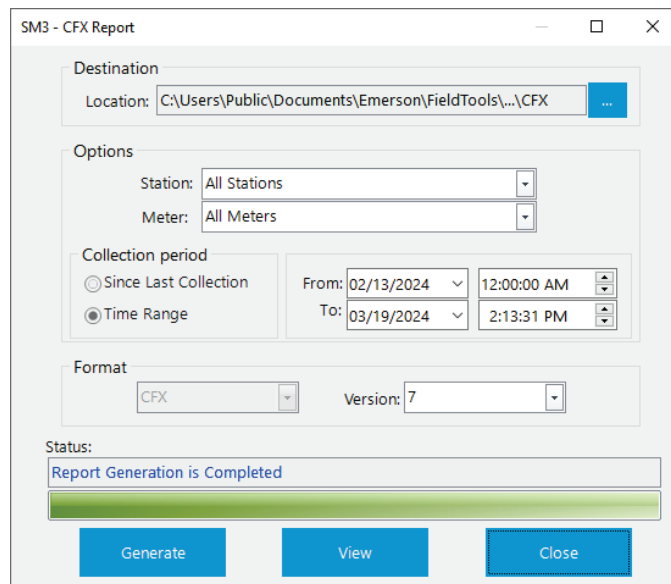 SM3 - CFX Report
Destination
Location: C:\Users\Public\Documents\Emerson\FieldTools\...\CFX ...
Options
Station: All Stations
Meter: All Meters
Collection period
Since Last Collection
Time Range
From: 02/13/2024 12:00:00 AM
To: 03/19/2024 2:13:31 PM
Format
CFX Version: 7
Status:
Report Generation is Completed
Generate View Close